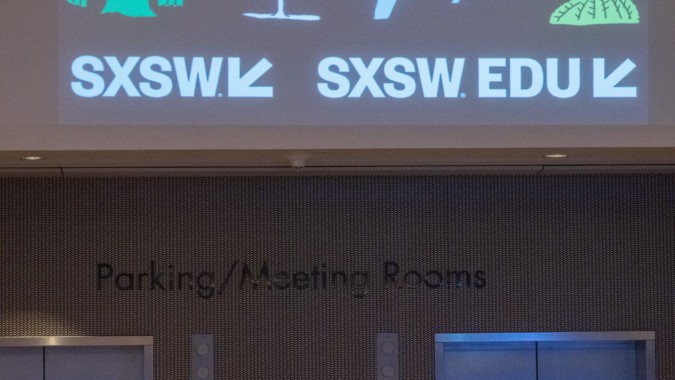 SXSW. SXSW. EDU
Parking/Meeting Rooms